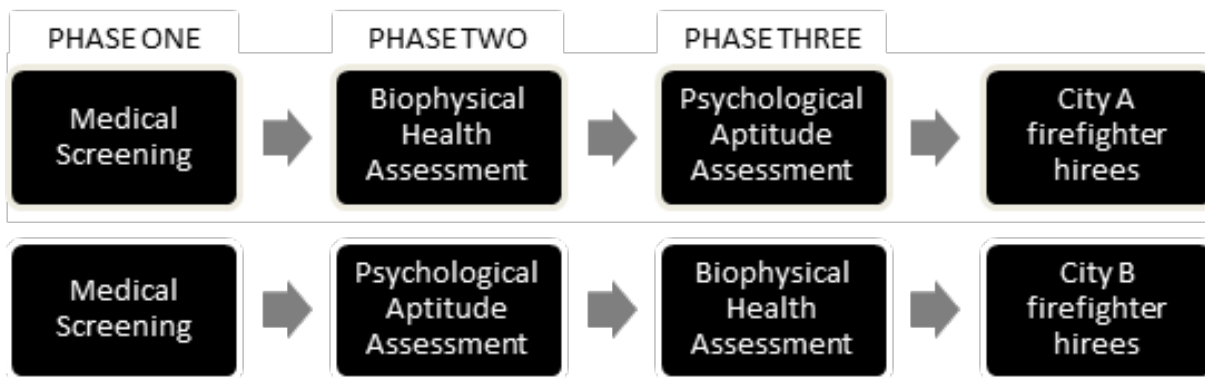 PHASE ONE
PHASE TWO
PHASE THREE
Medical
Screening
Biophysical
Health
Assessment
Psychological
Aptitude
Assessment
City A
firefighter
hirees
Medical
Screening
Psychological
Aptitude
Assessment
Biophysical
Health
Assessment
City B
firefighter
hirees